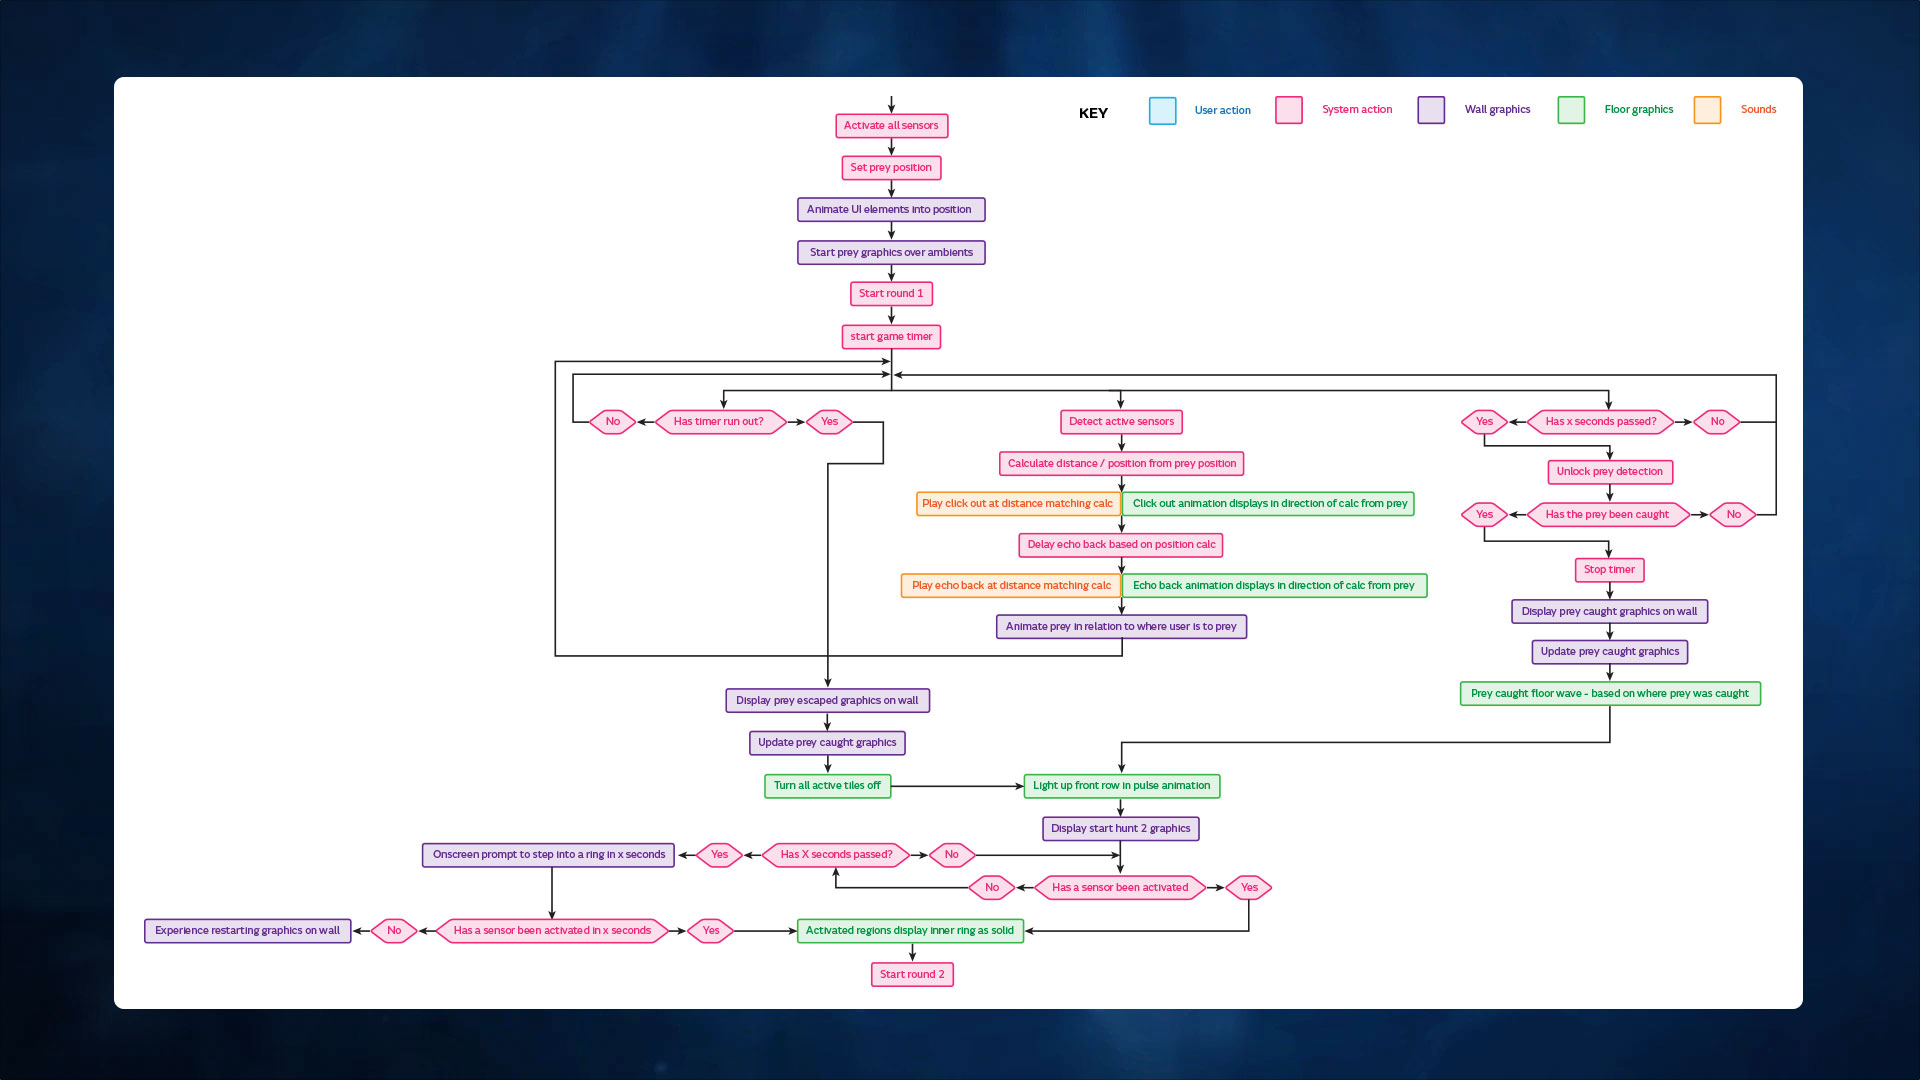 KEY
User action
System action
Wall graphics
Floor graphics
Sounds
Activate all sensors
Set prey position
Animate UI elements into position
Start prey graphics over ambients
Start round 1
start game timer
No
Has timer run out?
Yes
Detect active sensors
Yes
Has x seconds passed?
No
Calculate distance / position from prey position
Unlock prey detection
Play click out at distance matching calc
Click out animation displays in direction of calc from prey
Yes
Has the prey been caught
No
Delay echo back based on position calc
Stop timer
Play echo back at distance matching calc
Echo back animation displays in direction of calc from prey
Display prey caught graphics on wall
Animate prey in relation to where user is to prey
Update prey caught graphics
Display prey escaped graphics on wall
Prey caught floor wave - based on where prey was caught
Update prey caught graphics
Turn all active tiles off
Light up front row in pulse animation
Display start hunt 2 graphics
Onscreen prompt to step into a ring in x seconds
Yes
Has X seconds passed?
No
No
Has a sensor been activated
Yes
Experience restarting graphics on wall
No
Has a sensor been activated in x seconds
Yes
Activated regions display inner ring as solid
Start round 2